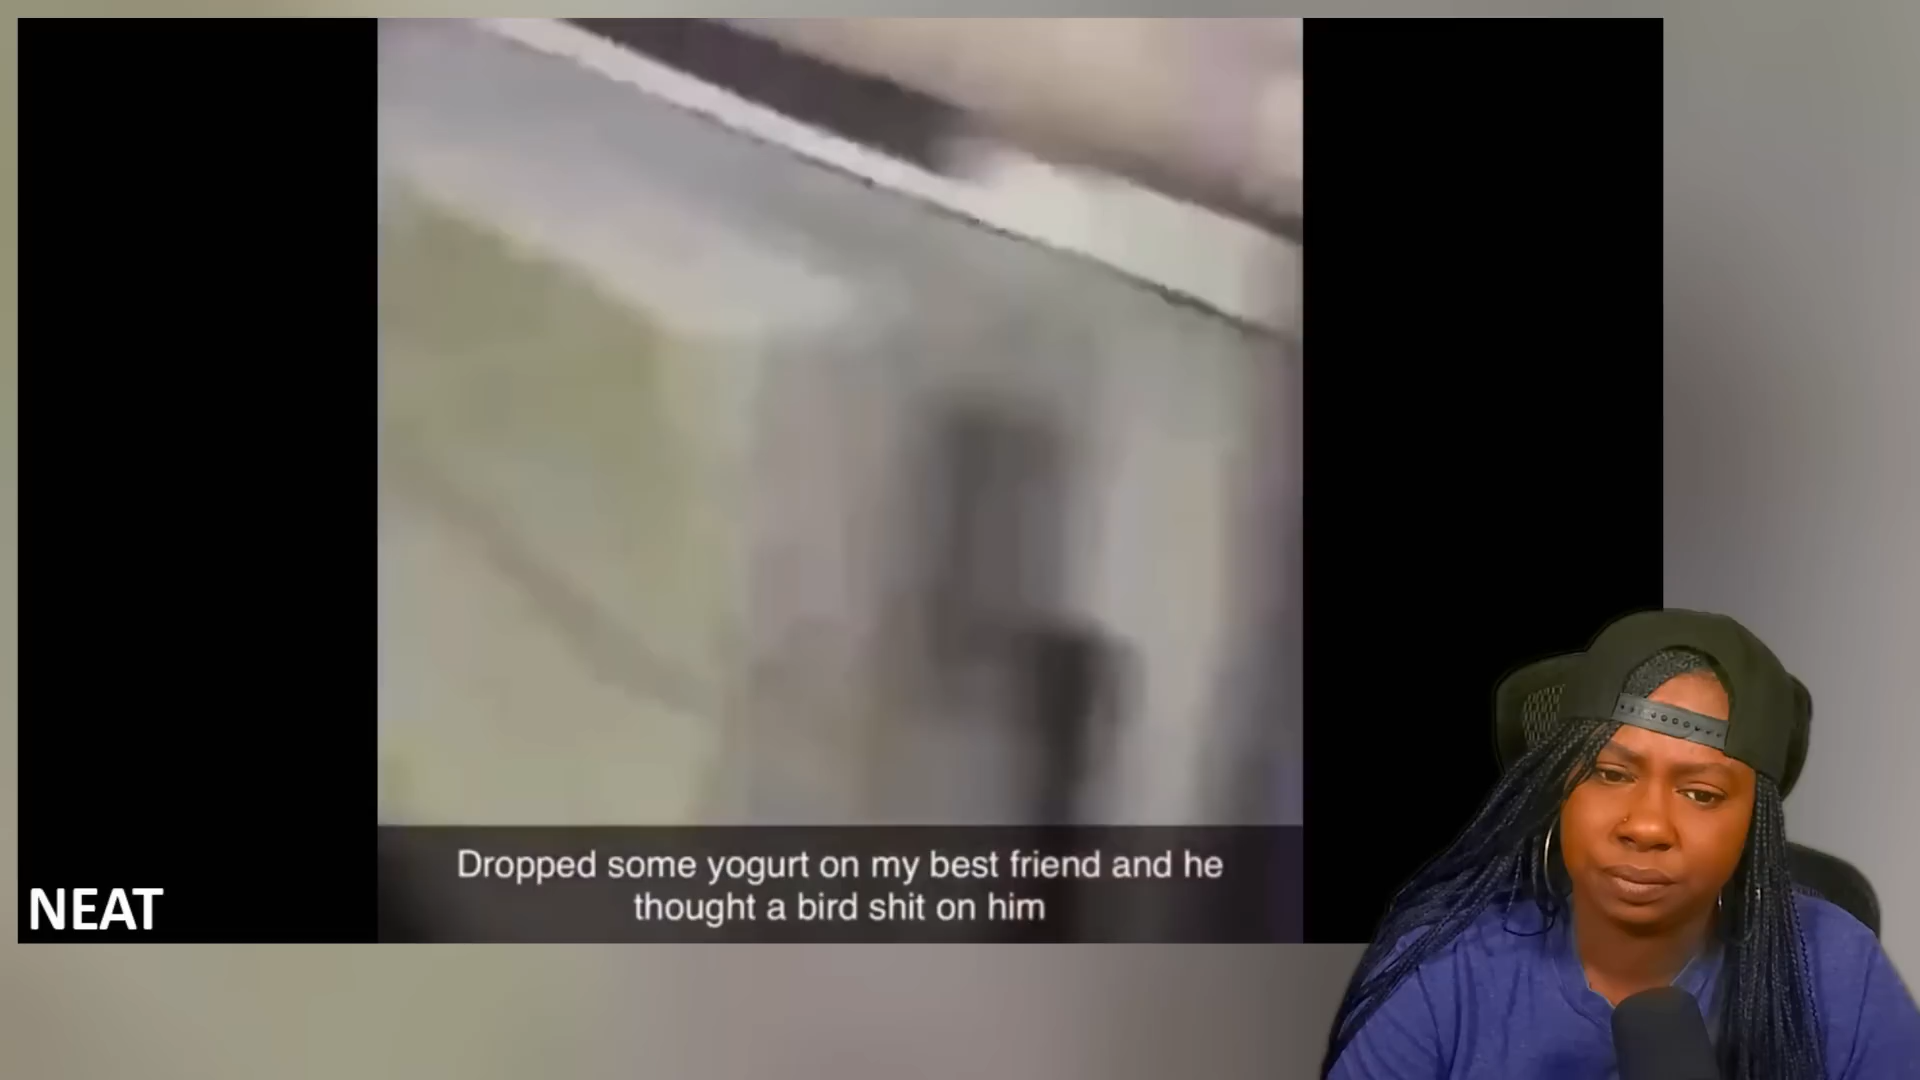 Dropped some yogurt on my best friend and he
thought a bird shit on him
NEAT